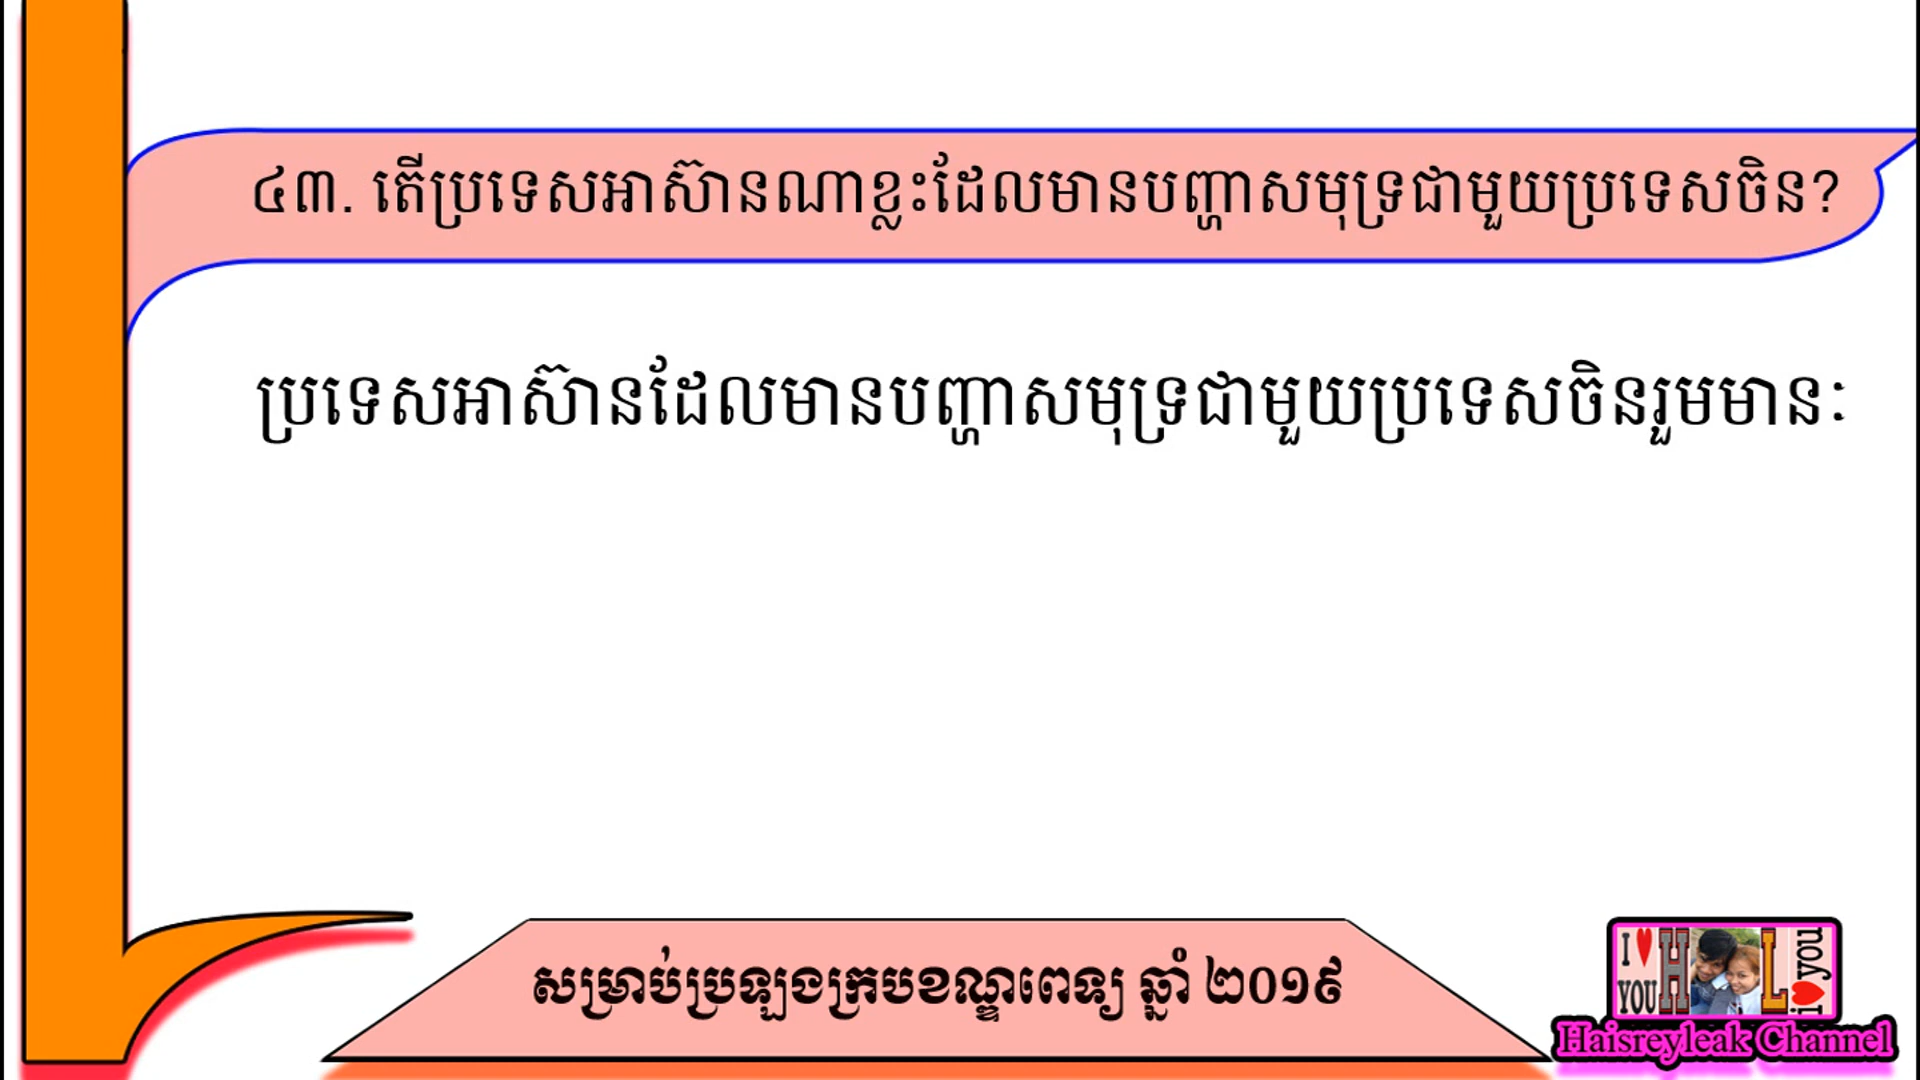 ៤៣. តើប្រទេសអាស៊ានណាខ្លះដែលមានបញ្ហាសមុទ្រជាមួយប្រទេសចិន?
ប្រទេសអាស៊ានដែលមានបញ្ហាសមុទ្រជាមួយប្រទេសចិនរួមមានៈ
សម្រាប់ប្រឡងក្របខណ្ឌពេទ្យ ឆ្នាំ ២០១៩
I ♥ YOU
H L
i ♥ you
Haisreyleak Channel